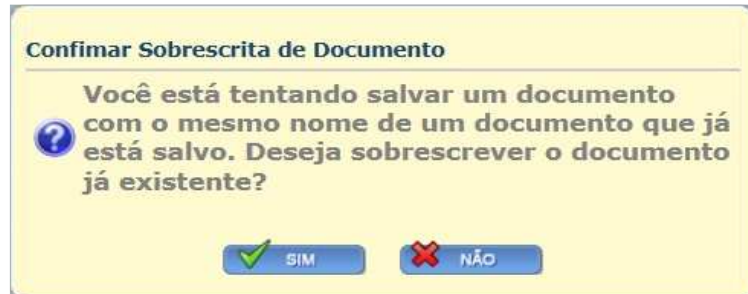 Confimar Sobrescrita de Documento
Você está tentando salvar um documento
com o mesmo nome de um documento que já
está salvo. Deseja sobrescrever o documento
já existente?
SIM NÃO